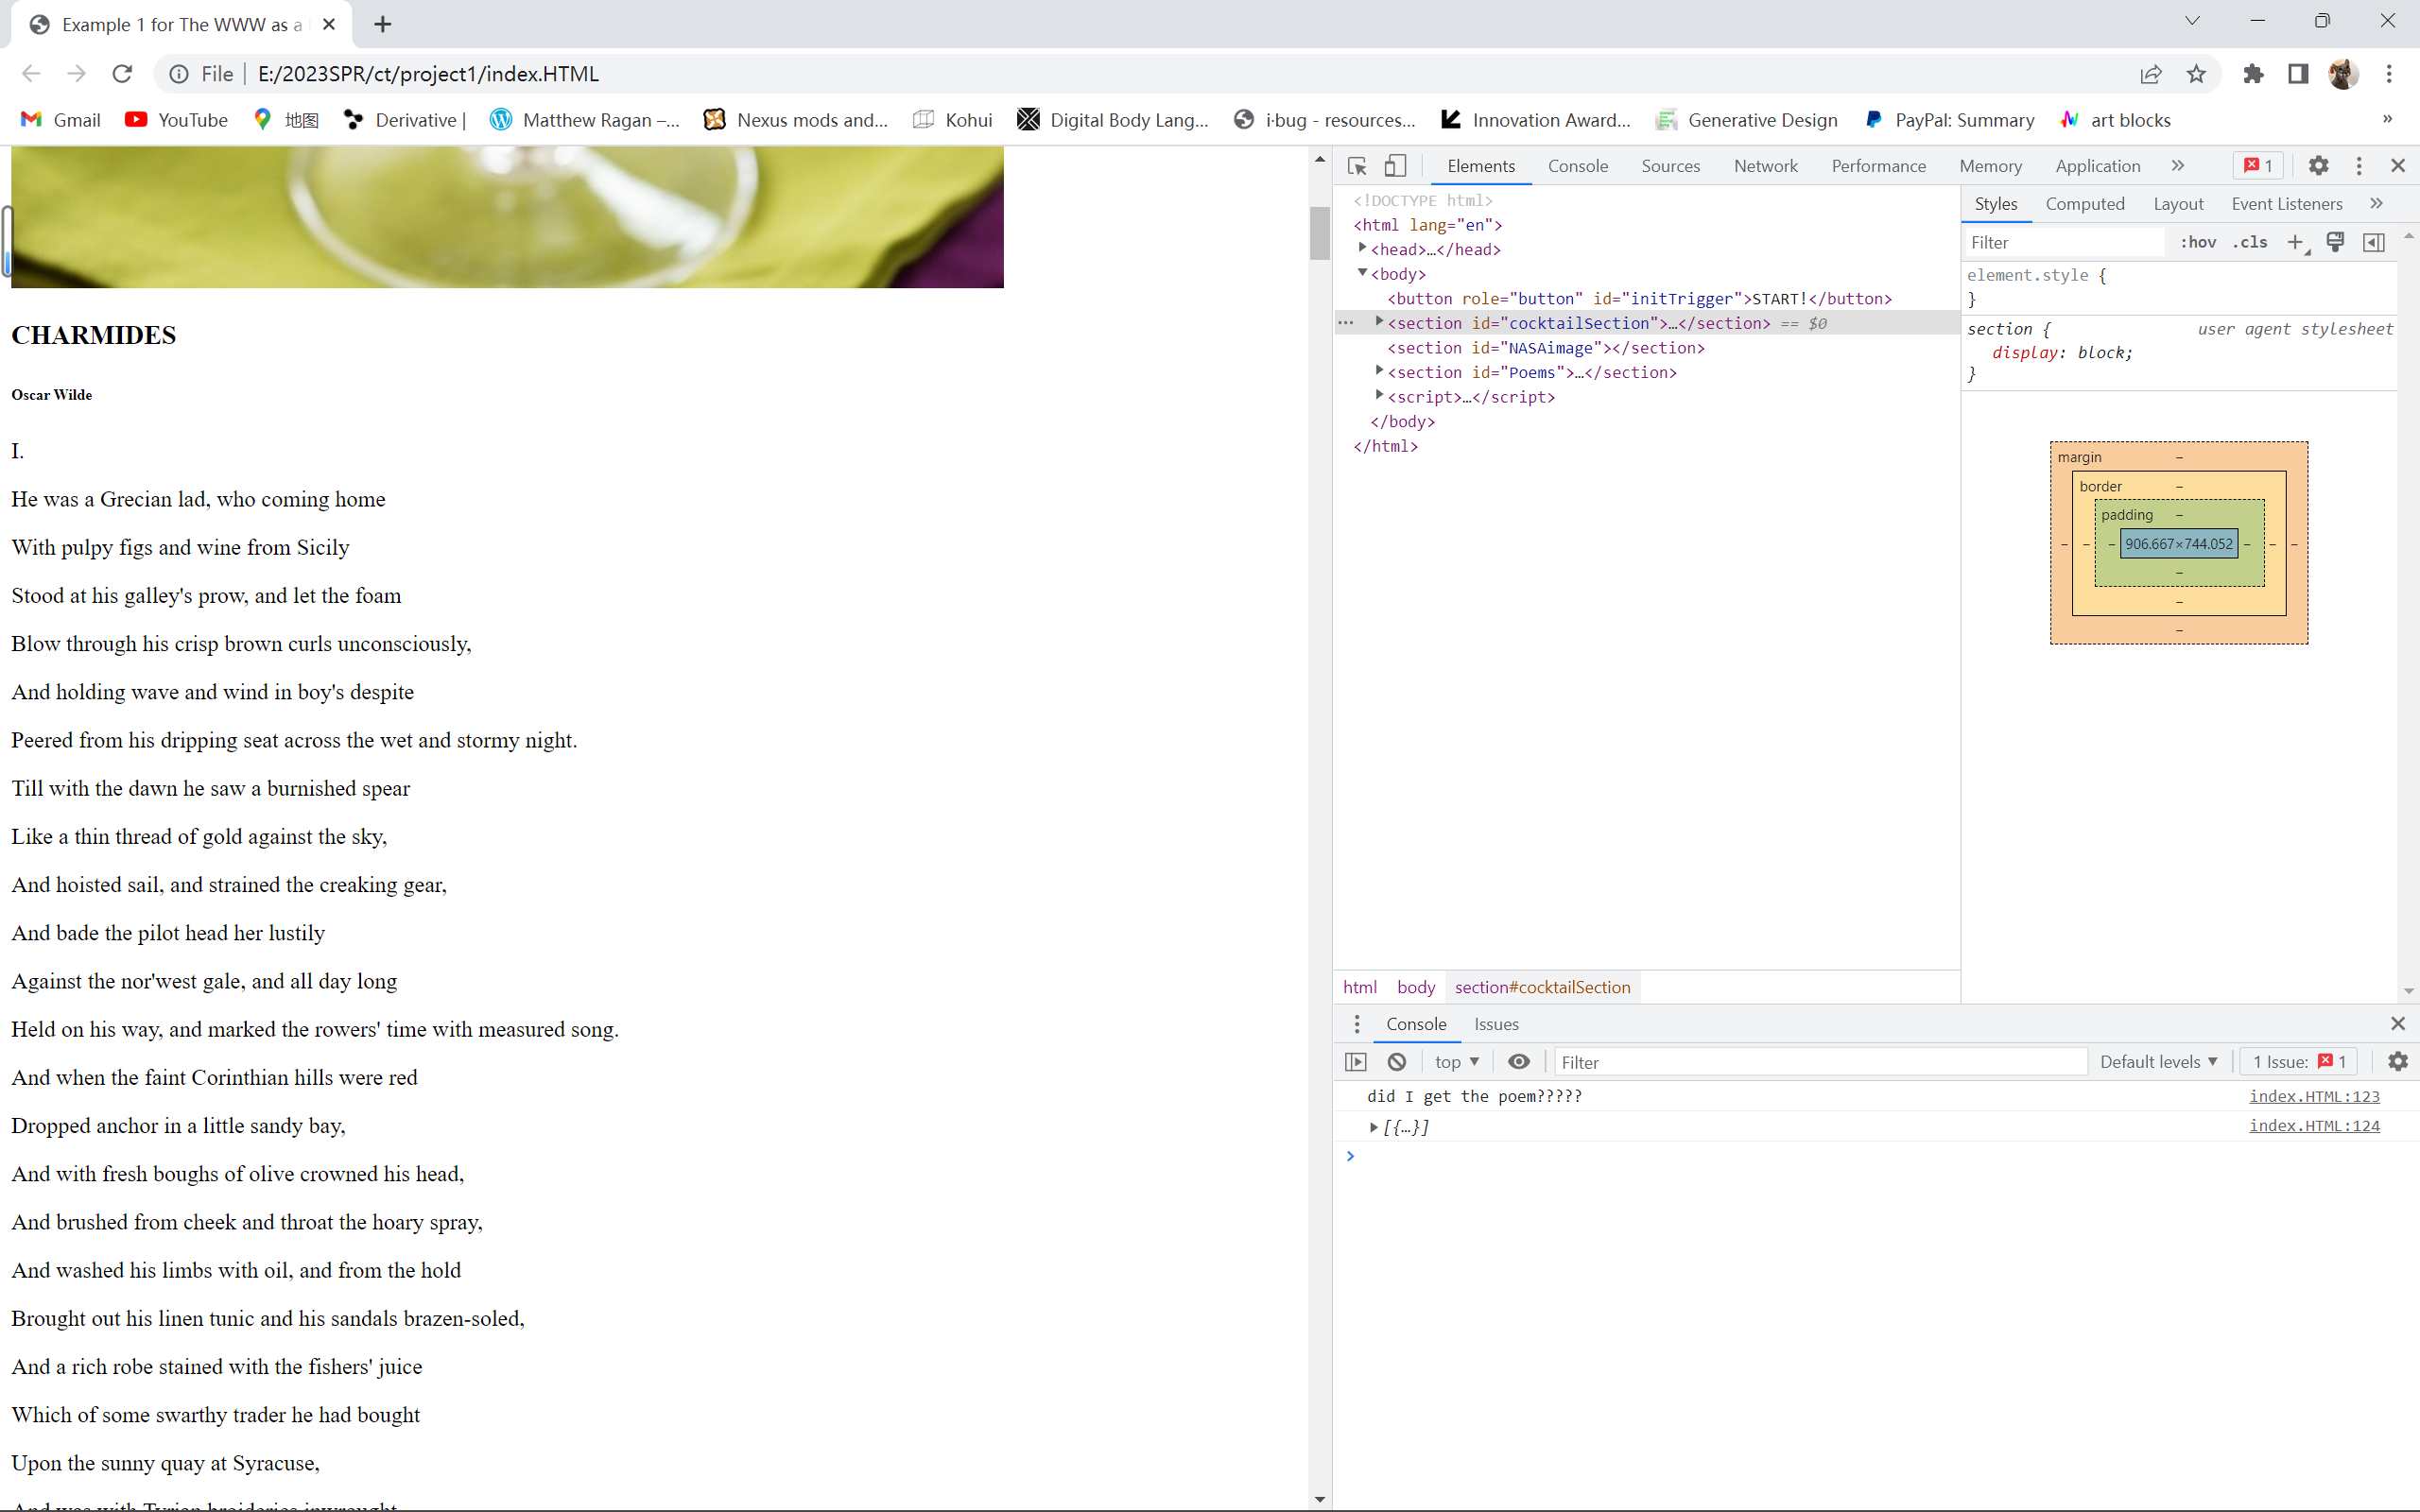 Example 1 for The WWW as a
File E:/2023SPR/ct/project1/index.HTML
Gmail YouTube 地图 Derivative | Matthew Ragan –... Nexus mods and... Kohui Digital Body Lang... i·bug - resources... Innovation Award... Generative Design PayPal: Summary art blocks »
CHARMIDES
Oscar Wilde
I.
He was a Grecian lad, who coming home
With pulpy figs and wine from Sicily
Stood at his galley's prow, and let the foam
Blow through his crisp brown curls unconsciously,
And holding wave and wind in boy's despite
Peered from his dripping seat across the wet and stormy night.
Till with the dawn he saw a burnished spear
Like a thin thread of gold against the sky,
And hoisted sail, and strained the creaking gear,
And bade the pilot head her lustily
Against the nor'west gale, and all day long
Held on his way, and marked the rowers' time with measured song.
And when the faint Corinthian hills were red
Dropped anchor in a little sandy bay,
And with fresh boughs of olive crowned his head,
And brushed from cheek and throat the hoary spray,
And washed his limbs with oil, and from the hold
Brought out his linen tunic and his sandals brazen-soled,
And a rich robe stained with the fishers' juice
Which of some swarthy trader he had bought
Upon the sunny quay at Syracuse,
And was with Tyrian broideries inwrought,
Elements Console Sources Network Performance Memory Application » 1
<!DOCTYPE html>
<html lang="en">
<head>…</head>
<body>
<button role="button" id="initTrigger">START!</button>
<section id="cocktailSection">…</section> == $0
<section id="NASAimage"></section>
<section id="Poems">…</section>
<script>…</script>
</body>
</html>
html body section#cocktailSection
Styles Computed Layout Event Listeners »
Filter :hov .cls +
element.style {
}
section { user agent stylesheet
display: block;
}
margin –
border –
padding –
– – – 906.667×744.052 – – –
–
–
–
Console Issues
top Filter Default levels 1 Issue: 1
did I get the poem????? index.HTML:123
[{…}] index.HTML:124